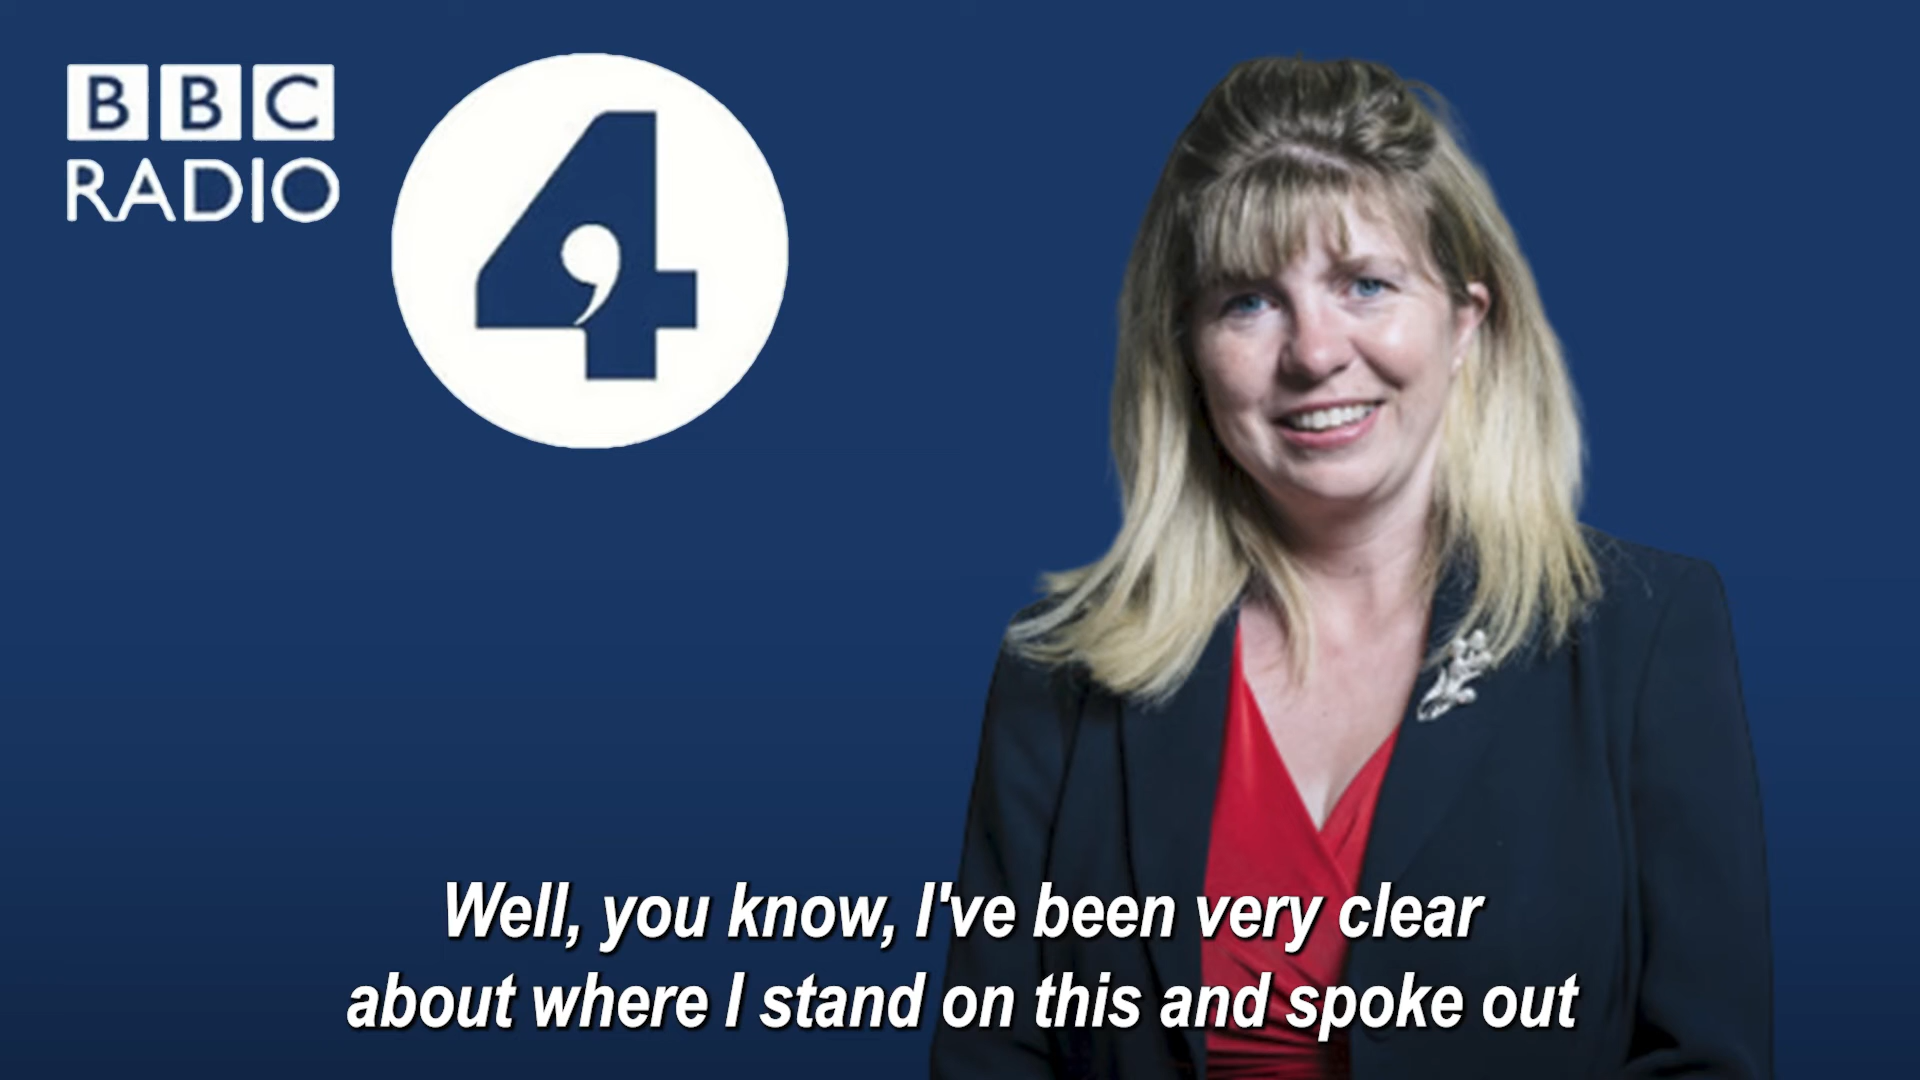 BBC
RADIO
4
Well, you know, I've been very clear
about where I stand on this and spoke out